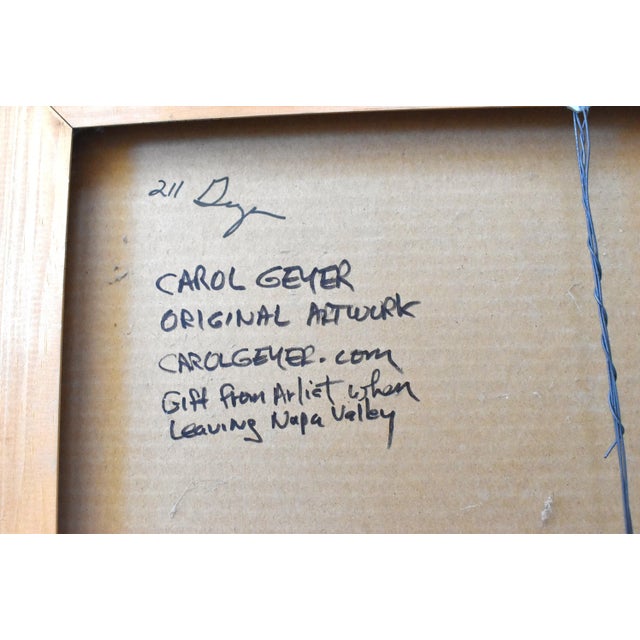 211 Geyer
CAROL GEYER
ORIGINAL ARTWORK
CAROLGEYER.com
Gift from Artist when
Leaving Napa Valley